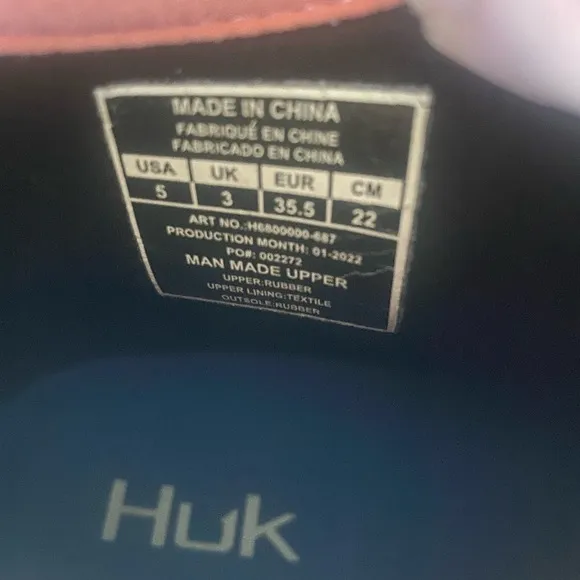 MADE IN CHINA
FABRIQUÉ EN CHINE
FABRICADO EN CHINA
USA UK EUR CM
5 3 35.5 22
ART NO.:H6800000-687
PRODUCTION MONTH: 01-2022
PO#: 002272
MAN MADE UPPER
UPPER:RUBBER
UPPER LINING:TEXTILE
OUTSOLE:RUBBER
Huk